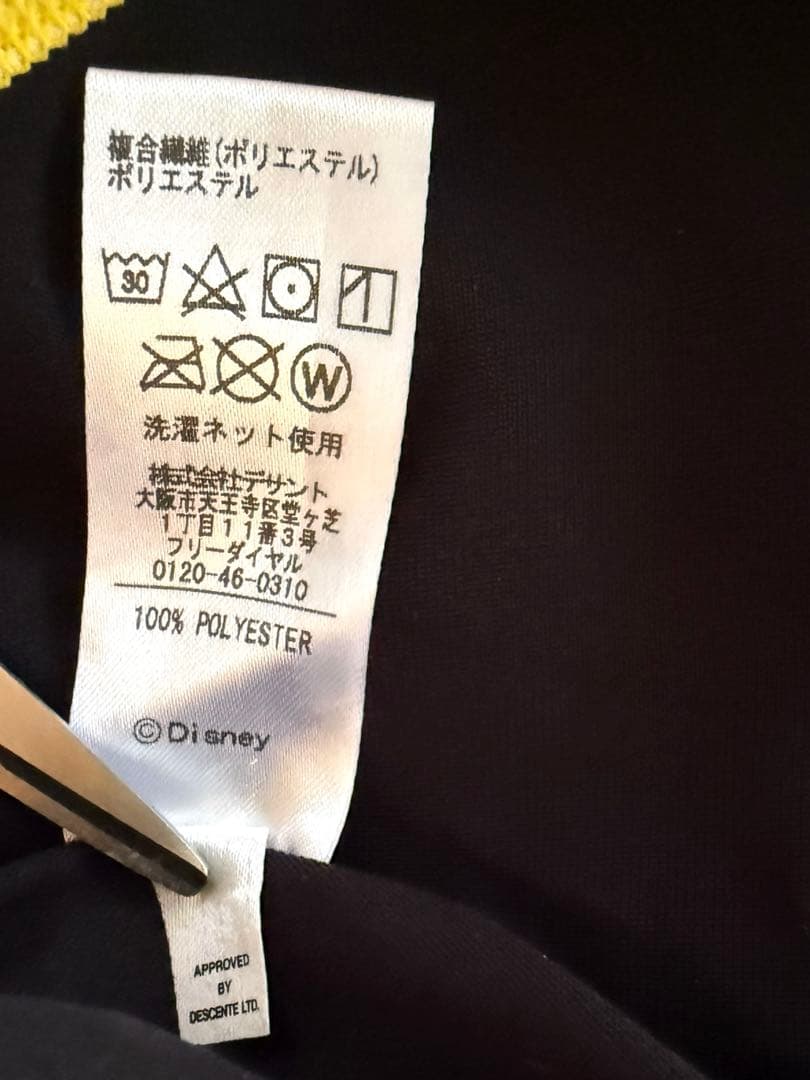 複合繊維(ポリエステル)
ポリエステル
30
W
洗濯ネット使用
株式会社デサント
大阪市天王寺区堂ヶ芝
1丁目11番3号
フリーダイヤル
0120-46-0310
100% POLYESTER
©Disney
APPROVED
BY
DESCENTE LTD.